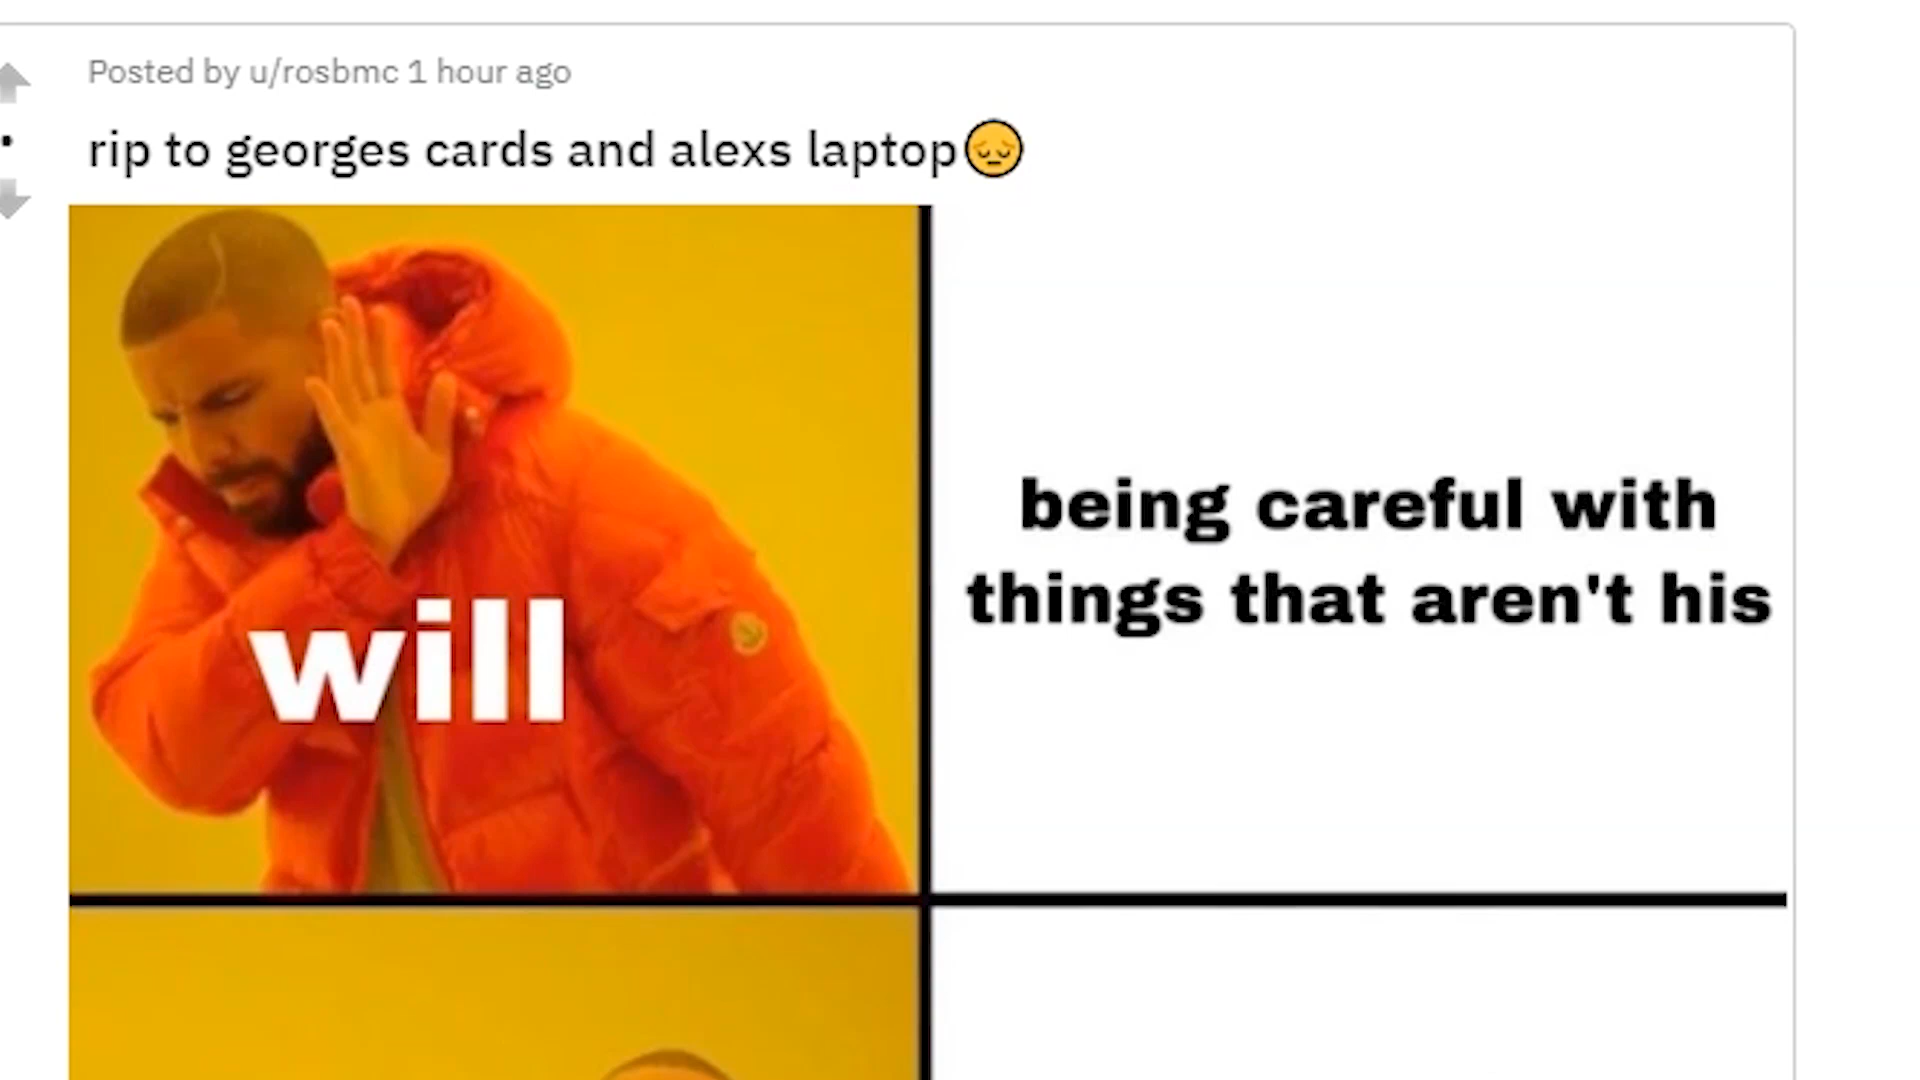 Posted by u/rosbmc 1 hour ago
rip to georges cards and alexs laptop😔
will
being careful with
things that aren't his